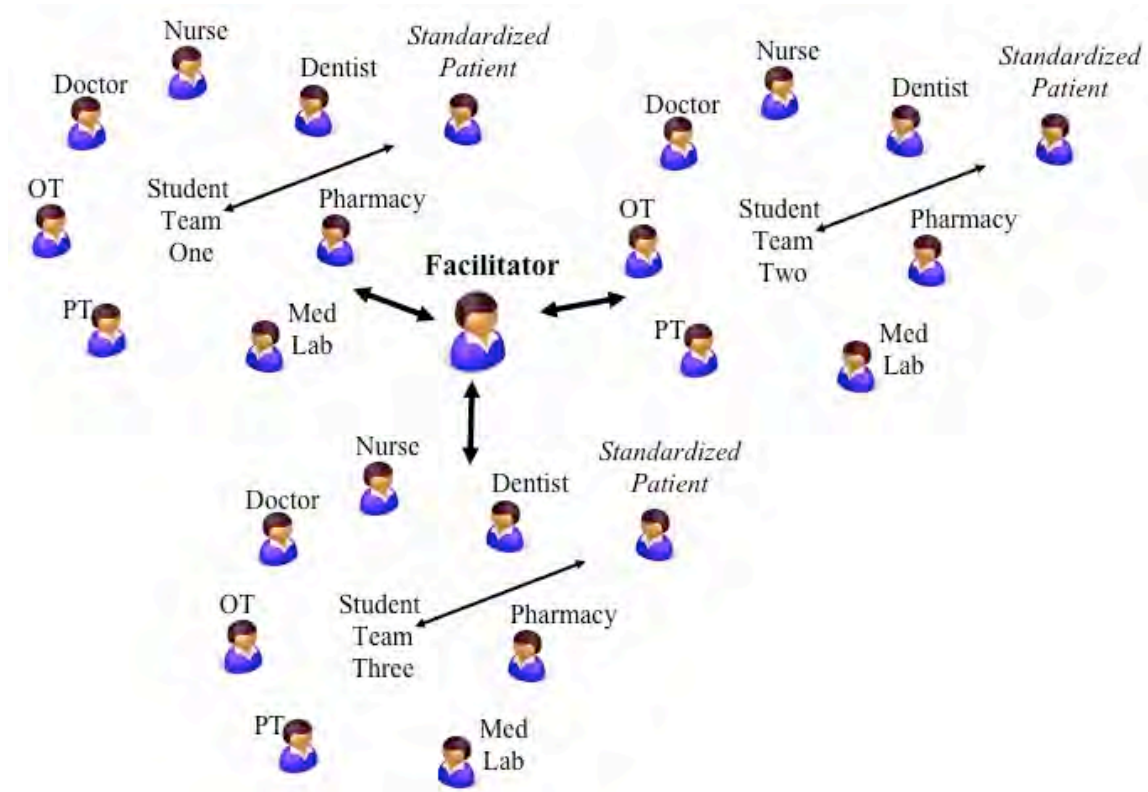 Nurse
Standardized
Patient
Dentist
Doctor
OT
Student
Team
One
Pharmacy
PT
Med
Lab
Facilitator
Nurse
Standardized
Patient
Dentist
Doctor
OT
Student
Team
Two
Pharmacy
PT
Med
Lab
Nurse
Standardized
Patient
Dentist
Doctor
OT
Student
Team
Three
Pharmacy
PT
Med
Lab